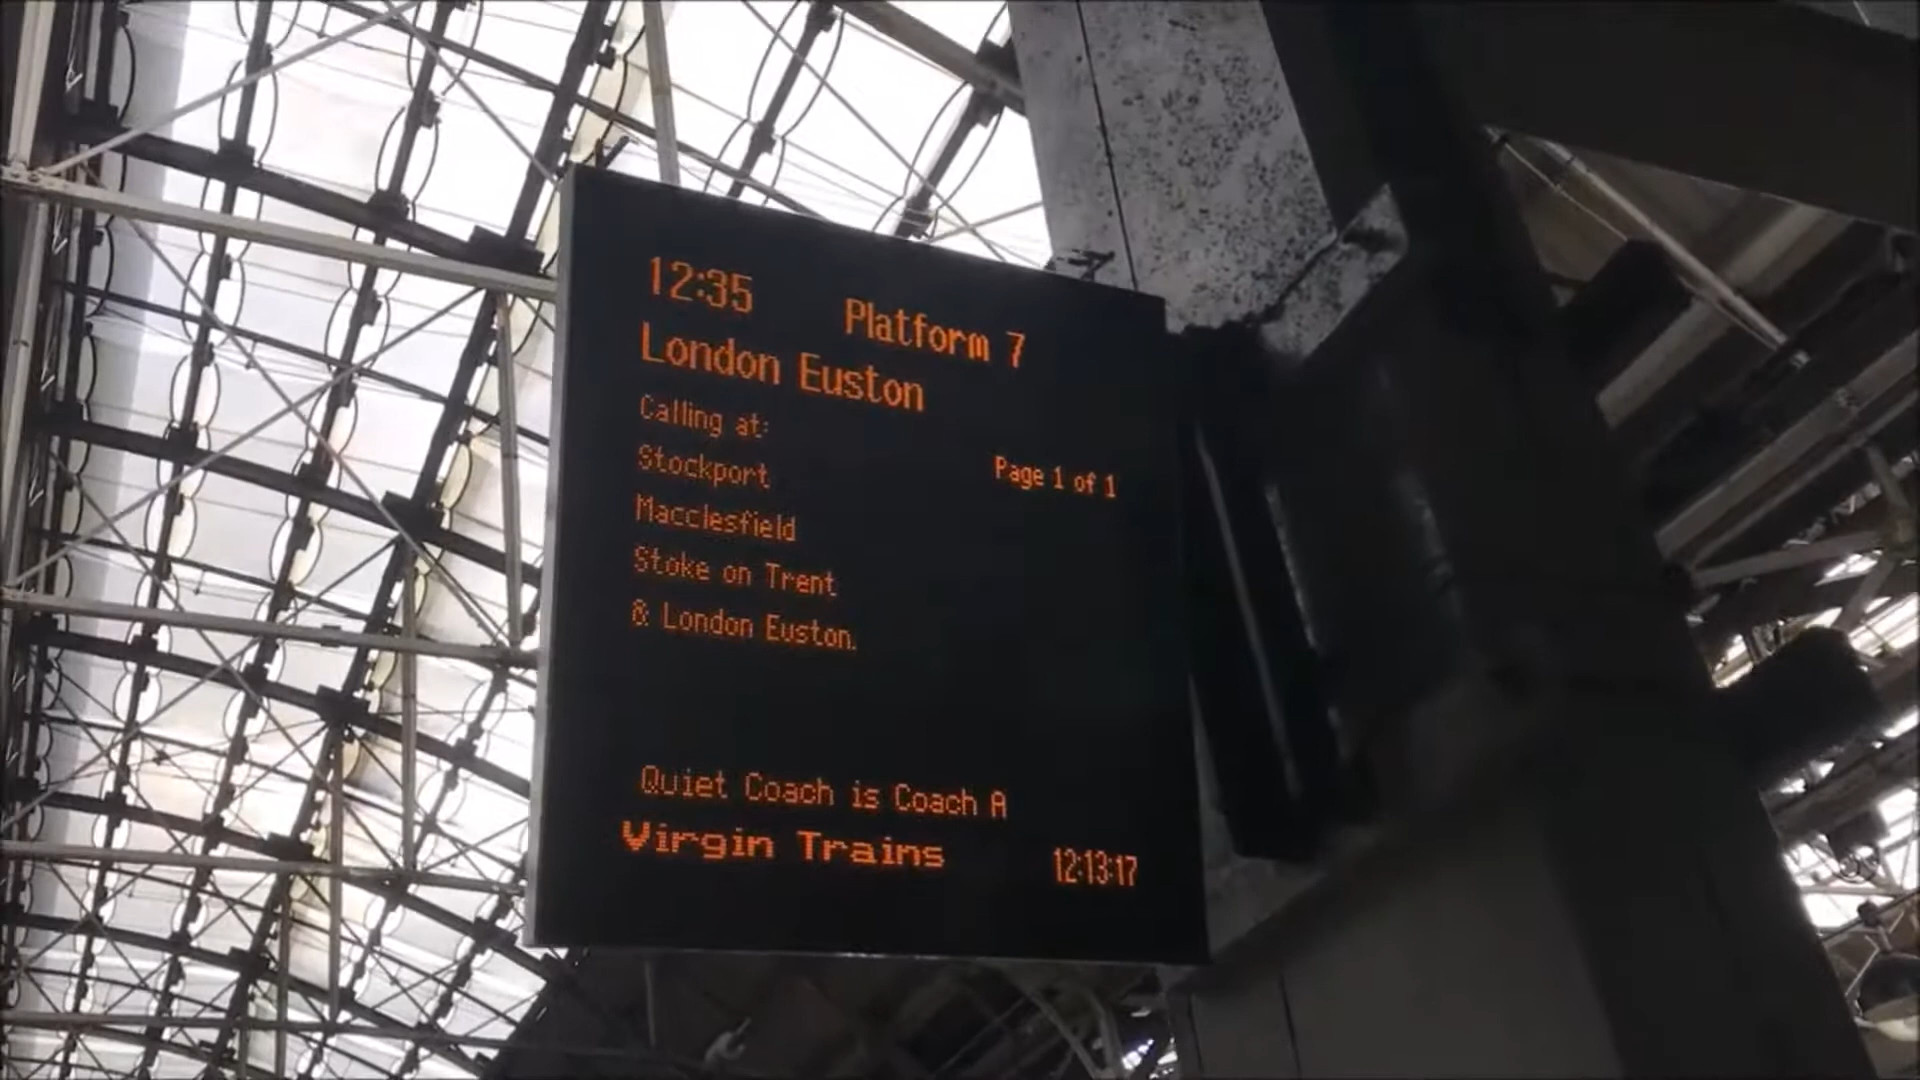 12:35 Platform 7
London Euston
Calling at:
Stockport Page 1 of 1
Macclesfield
Stoke on Trent
& London Euston.
Quiet Coach is Coach A
Virgin Trains 12:13:17